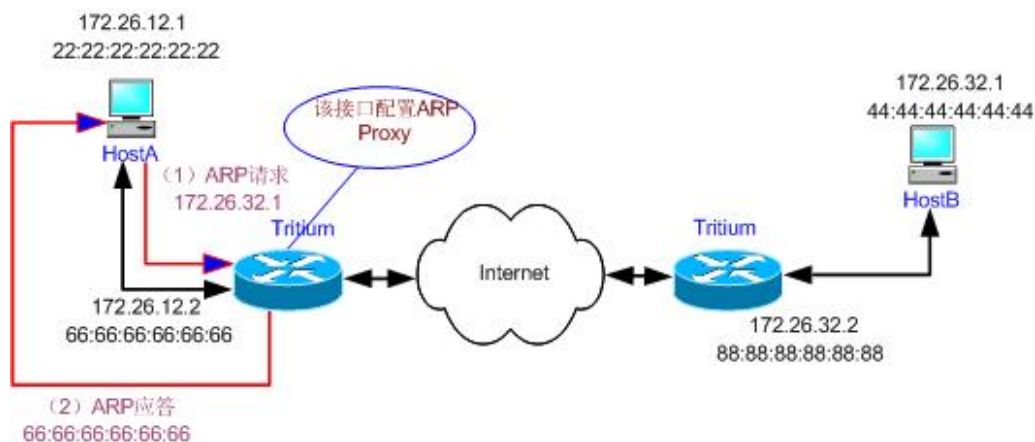 172.26.12.1
22:22:22:22:22:22
HostA
该接口配置ARP
Proxy
(1)ARP请求
172.26.32.1
Tritium
172.26.12.2
66:66:66:66:66:66
(2)ARP应答
66:66:66:66:66:66
Internet
Tritium
172.26.32.2
88:88:88:88:88:88
172.26.32.1
44:44:44:44:44:44
HostB